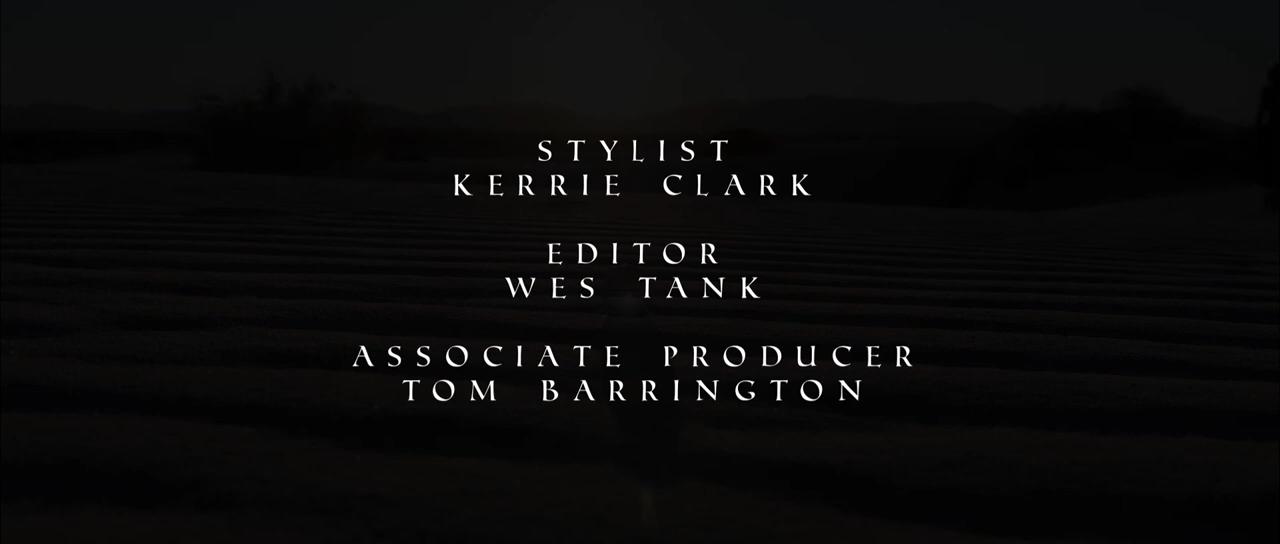 STYLIST
KERRIE CLARK
EDITOR
WES TANK
ASSOCIATE PRODUCER
TOM BARRINGTON